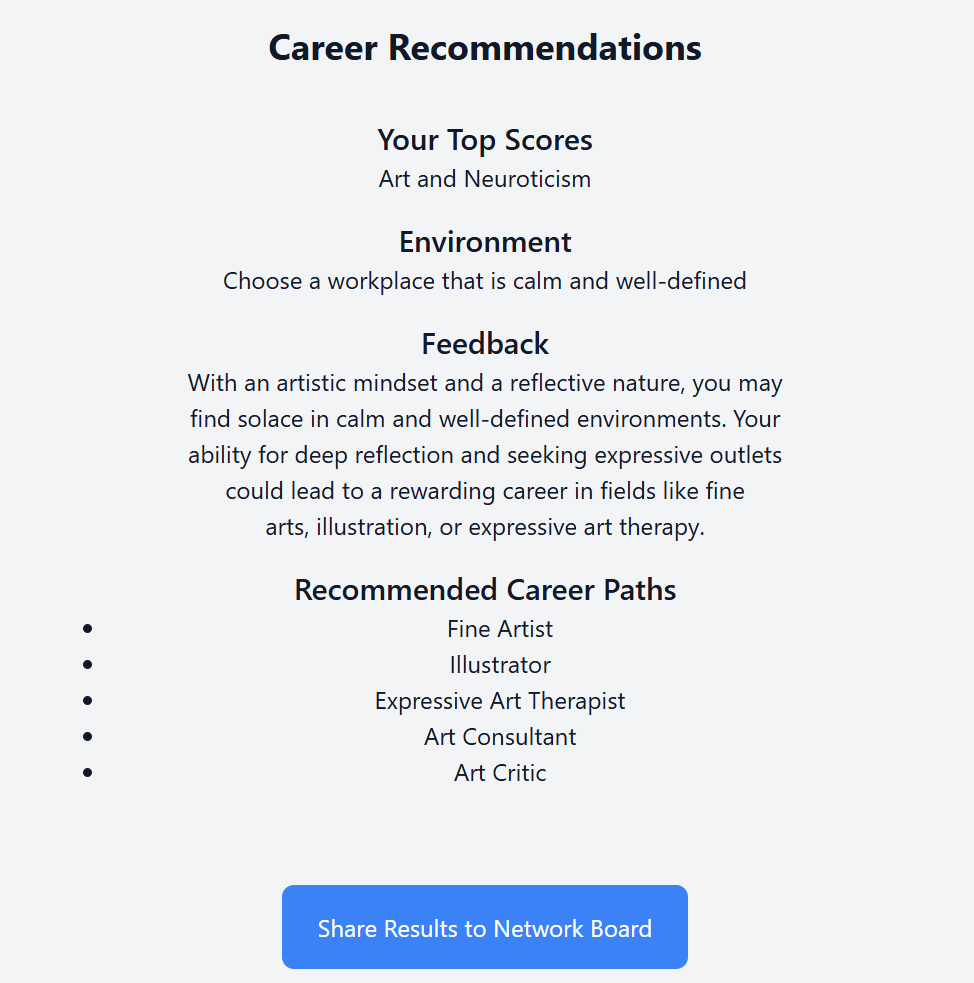 Career Recommendations
Your Top Scores
Art and Neuroticism
Environment
Choose a workplace that is calm and well-defined
Feedback
With an artistic mindset and a reflective nature, you may
find solace in calm and well-defined environments. Your
ability for deep reflection and seeking expressive outlets
could lead to a rewarding career in fields like fine
arts, illustration, or expressive art therapy.
Recommended Career Paths
• Fine Artist
• Illustrator
• Expressive Art Therapist
• Art Consultant
• Art Critic
Share Results to Network Board